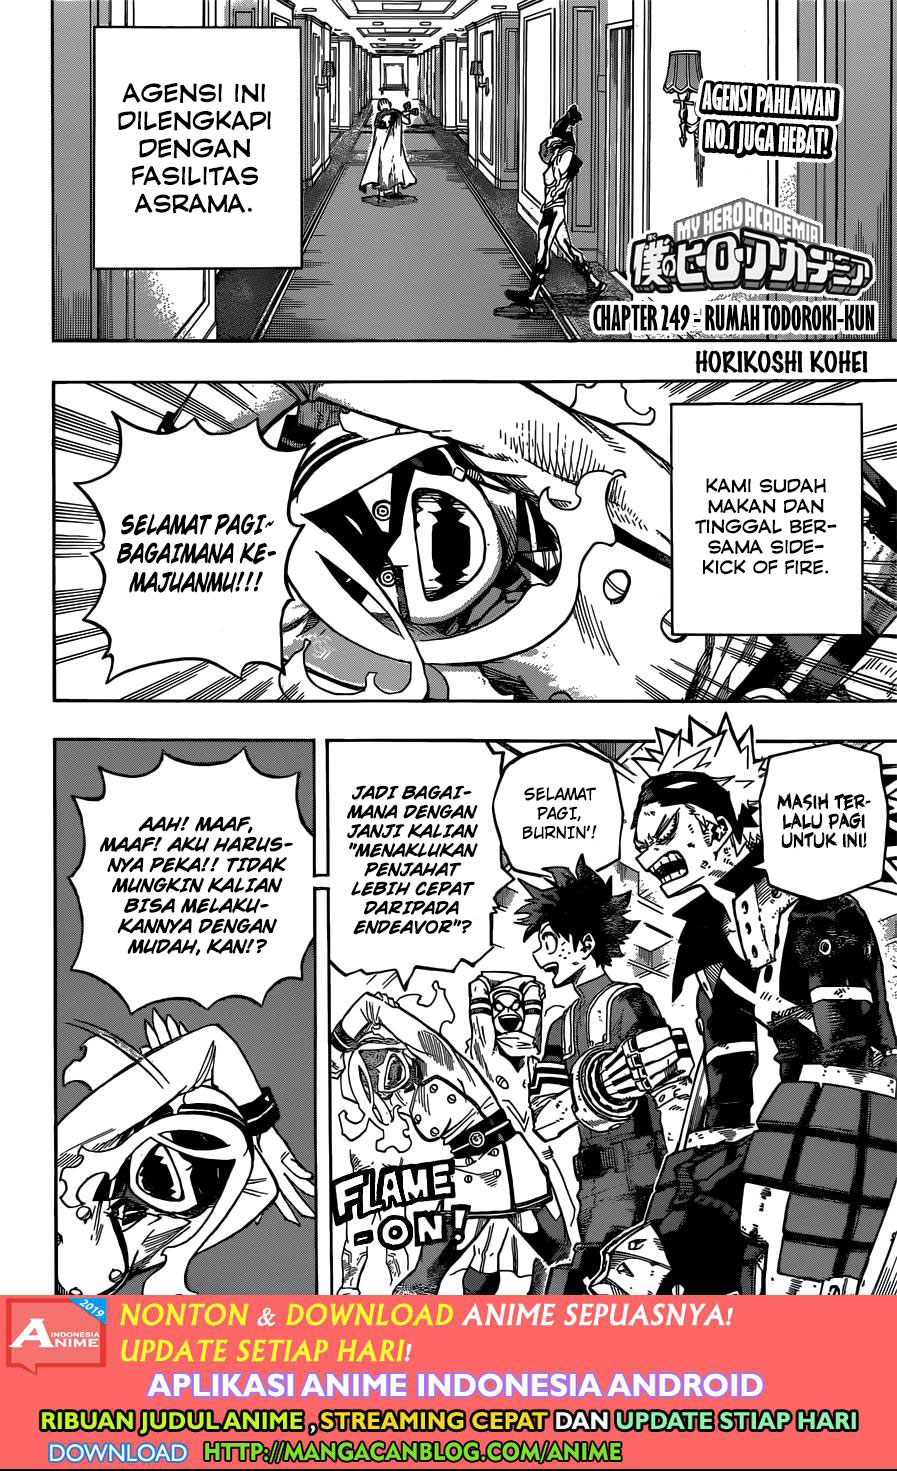 AGENSI INI
DILENGKAPI
DENGAN
FASILITAS
ASRAMA.
AGENSI PAHLAWAN
NO.1 JUGA HEBAT!
MY HERO ACADEMIA
僕のヒーローアカデミア
CHAPTER 249 - RUMAH TODOROKI-KUN
HORIKOSHI KOHEI
KAMI SUDAH
MAKAN DAN
TINGGAL BER-
SAMA SIDE-
KICK OF FIRE.
SELAMAT PAGI~
BAGAIMANA KE-
MAJUANMU!!!
MASIH TER-
LALU PAGI
UNTUK INI!
SELAMAT
PAGI,
BURNIN'!
JADI BAGAI-
MANA DENGAN
JANJI KALIAN
"MENAKLUKAN
PENJAHAT
LEBIH CEPAT
DARIPADA
ENDEAVOR"?
FLAME
-ON!
AAH! MAAF,
MAAF! AKU HARUS-
NYA PEKA!! TIDAK
MUNGKIN KALIAN
BISA MELAKU-
KANNYA DENGAN
MUDAH, KAN!?
2019
INDONESIA
ANIME
NONTON & DOWNLOAD ANIME SEPUASNYA!
UPDATE SETIAP HARI!
APLIKASI ANIME INDONESIA ANDROID
RIBUAN JUDUL ANIME , STREAMING CEPAT DAN UPDATE STIAP HARI
DOWNLOAD HTTP://MANGACANBLOG.COM/ANIME